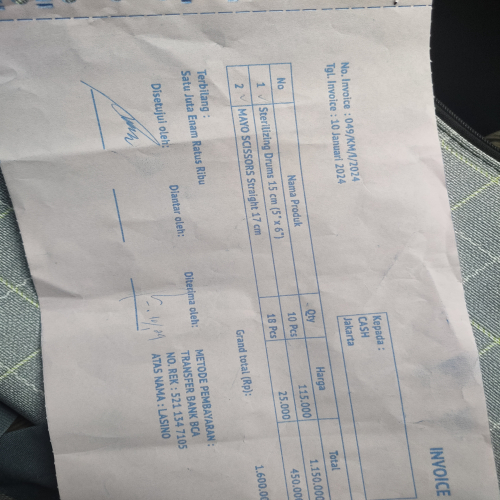 INVOICE
No. Invoice : 049/KM/I/2024
Tgl. Invoice : 10 Januari 2024
Kepada :
CASH
Jakarta
No Nama Produk Qty Harga Total
1 Sterilizing Drums 15 cm (5"x 6") 10 Pcs 115.000 1.150.000
2 MAYO SCISSORS Straight 17 cm 18 Pcs 25.000 450.000
Grand total (Rp): 1.600.00
Terbilang :
Satu Juta Enam Ratus Ribu
Disetujui oleh: Diantar oleh: Diterima oleh:
METODE PEMBAYARAN :
TRANSFER BANK BCA
NO. REK : 521 134 7105
ATAS NAMA : LASINO